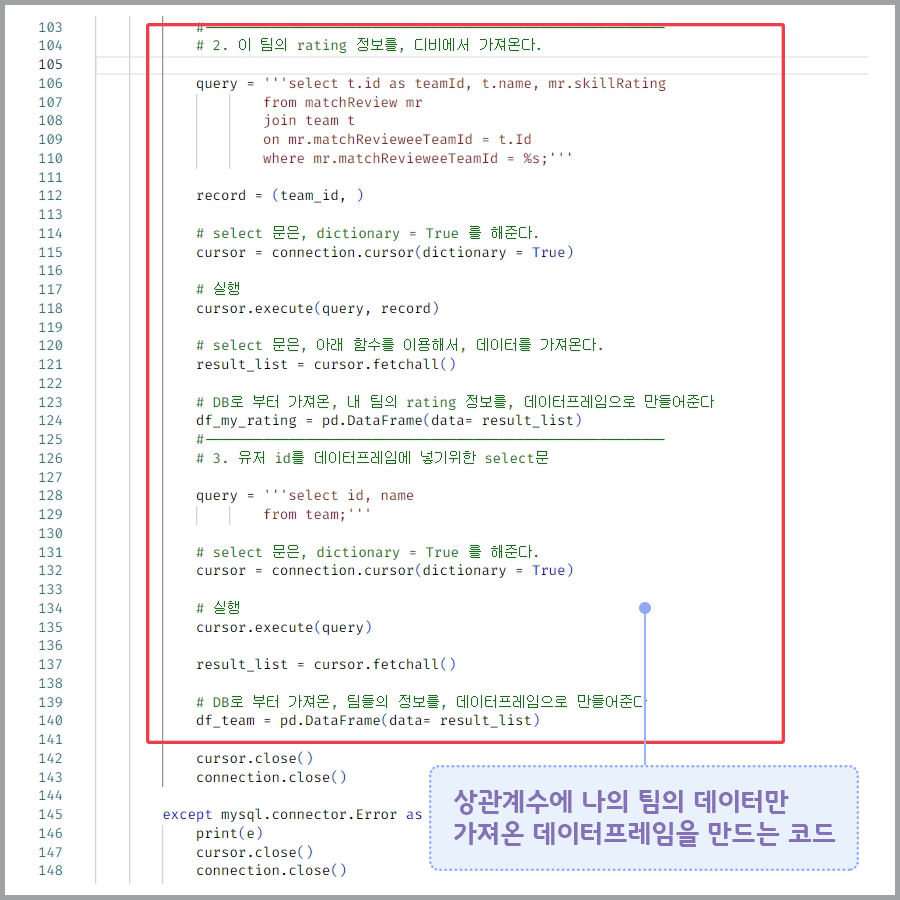 103 #────────────────────────────
104 # 2. 이 팀의 rating 정보를, 디비에서 가져온다.
105
106 query = '''select t.id as teamId, t.name, mr.skillRating
107 from matchReview mr
108 join team t
109 on mr.matchRevieweeTeamId = t.Id
110 where mr.matchRevieweeTeamId = %s;'''
111
112 record = (team_id, )
113
114 # select 문은, dictionary = True 를 해준다.
115 cursor = connection.cursor(dictionary = True)
116
117 # 실행
118 cursor.execute(query, record)
119
120 # select 문은, 아래 함수를 이용해서, 데이터를 가져온다.
121 result_list = cursor.fetchall()
122
123 # DB로 부터 가져온, 내 팀의 rating 정보를, 데이터프레임으로 만들어준다
124 df_my_rating = pd.DataFrame(data= result_list)
125 #────────────────────────────
126 # 3. 유저 id를 데이터프레임에 넣기위한 select문
127
128 query = '''select id, name
129 from team;'''
130
131 # select 문은, dictionary = True 를 해준다.
132 cursor = connection.cursor(dictionary = True)
133
134 # 실행
135 cursor.execute(query)
136
137 result_list = cursor.fetchall()
138
139 # DB로 부터 가져온, 팀들의 정보를, 데이터프레임으로 만들어준다
140 df_team = pd.DataFrame(data= result_list)
141
142 cursor.close()
143 connection.close()
144
145 except mysql.connector.Error as
146 print(e)
147 cursor.close()
148 connection.close()
상관계수에 나의 팀의 데이터만
가져온 데이터프레임을 만드는 코드